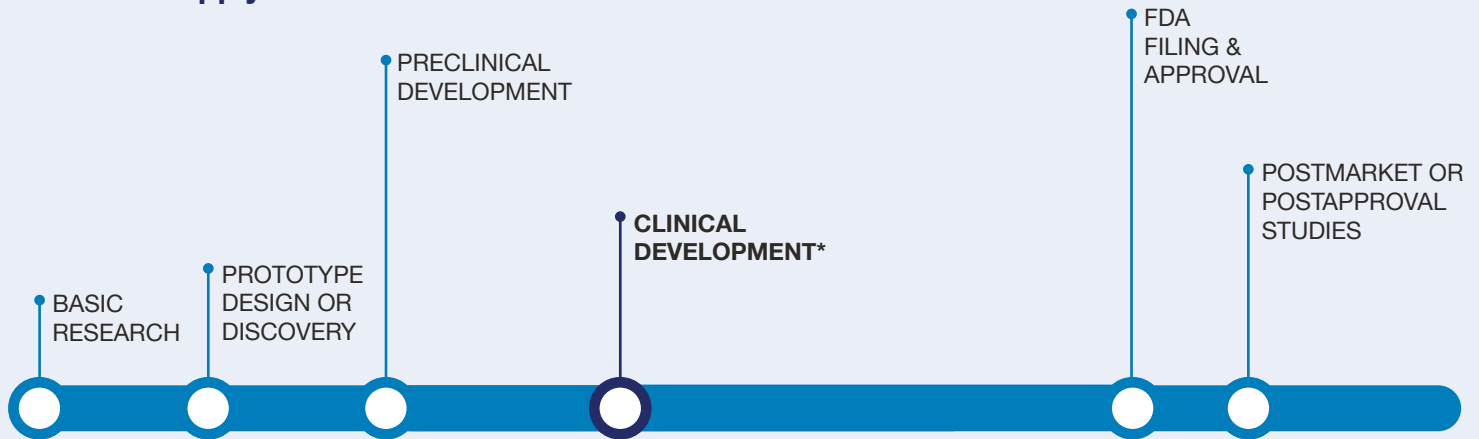 BASIC
RESEARCH
PROTOTYPE
DESIGN OR
DISCOVERY
PRECLINICAL
DEVELOPMENT
CLINICAL
DEVELOPMENT*
FDA
FILING &
APPROVAL
POSTMARKET OR
POSTAPPROVAL
STUDIES